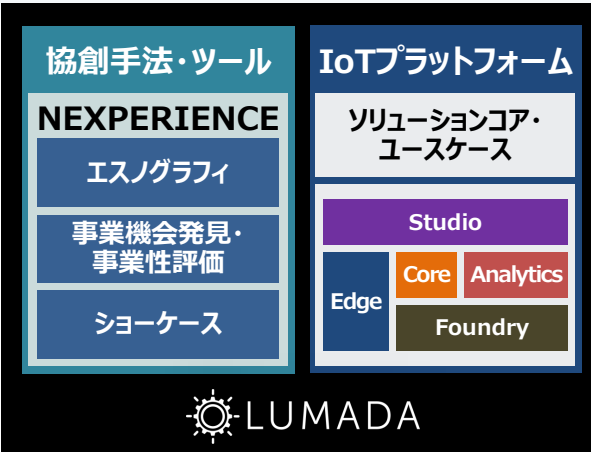 協創手法・ツール
NEXPERIENCE
エスノグラフィ
事業機会発見・
事業性評価
ショーケース
IoTプラットフォーム
ソリューションコア・
ユースケース
Studio
Edge
Core
Analytics
Foundry
LUMADA